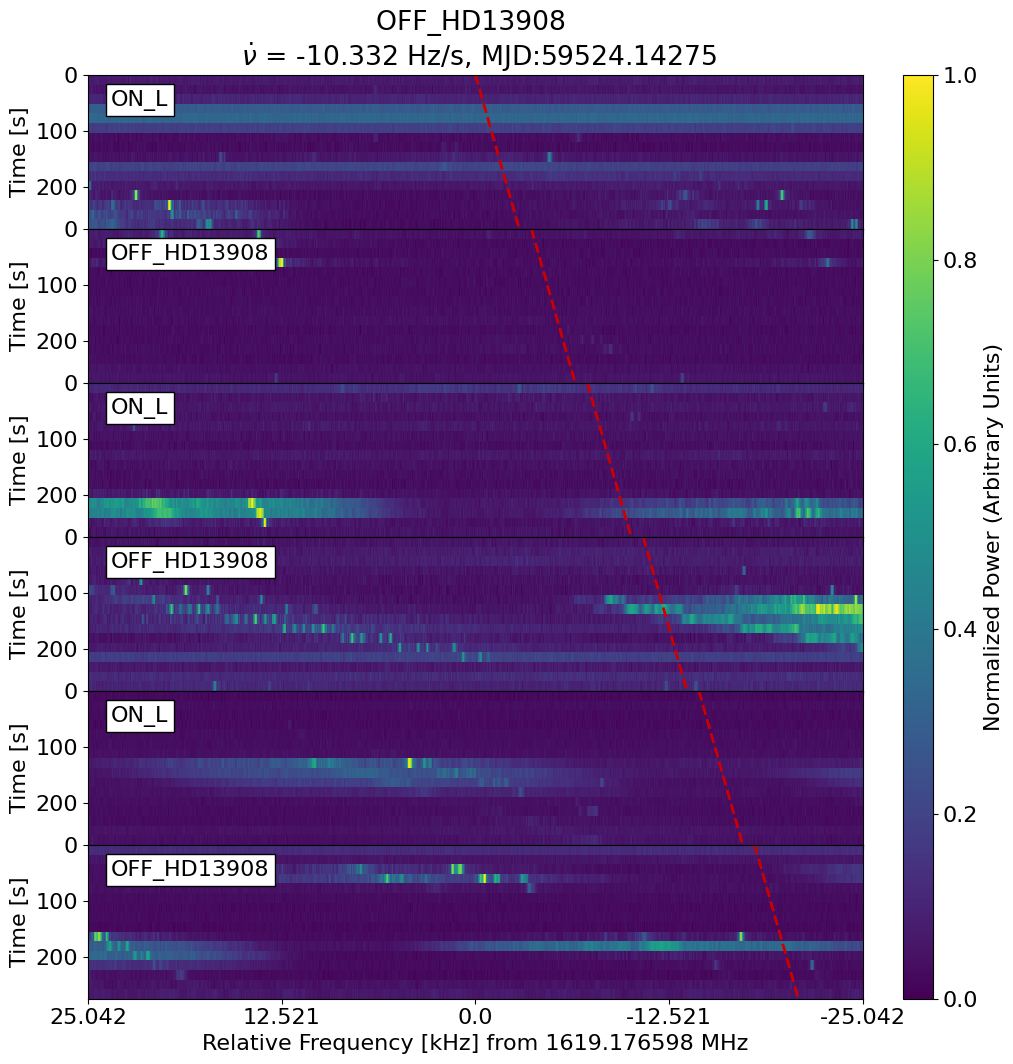 OFF_HD13908
ν̇ = -10.332 Hz/s, MJD:59524.14275
ON_L
OFF_HD13908
ON_L
OFF_HD13908
ON_L
OFF_HD13908
Time [s]
0
100
200
Time [s]
0
100
200
Time [s]
0
100
200
Time [s]
0
100
200
Time [s]
0
100
200
Time [s]
0
100
200
25.042 12.521 0.0 -12.521 -25.042
Relative Frequency [kHz] from 1619.176598 MHz
1.0
0.8
0.6
0.4
0.2
0.0
Normalized Power (Arbitrary Units)